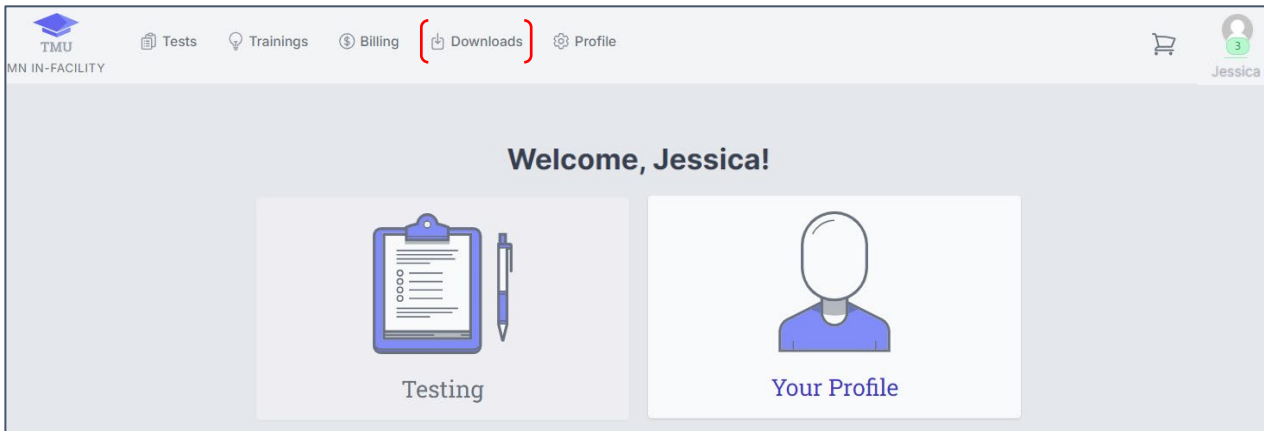 TMU
MN IN-FACILITY
Tests
Trainings
Billing
Downloads
Profile
3
Jessica
Welcome, Jessica!
Testing
Your Profile